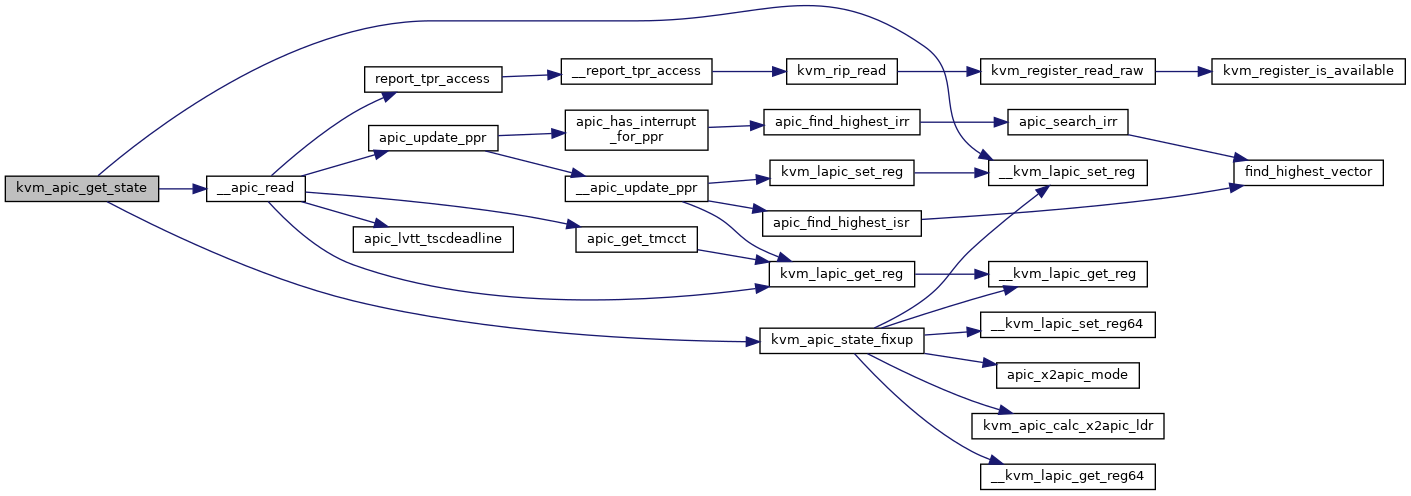 kvm_apic_get_state
__apic_read
report_tpr_access
apic_update_ppr
apic_lvtt_tscdeadline
__report_tpr_access
apic_has_interrupt
_for_ppr
__apic_update_ppr
apic_get_tmcct
kvm_rip_read
apic_find_highest_irr
kvm_lapic_set_reg
apic_find_highest_isr
kvm_lapic_get_reg
kvm_apic_state_fixup
kvm_register_read_raw
apic_search_irr
__kvm_lapic_set_reg
__kvm_lapic_get_reg
__kvm_lapic_set_reg64
apic_x2apic_mode
kvm_apic_calc_x2apic_ldr
__kvm_lapic_get_reg64
kvm_register_is_available
find_highest_vector